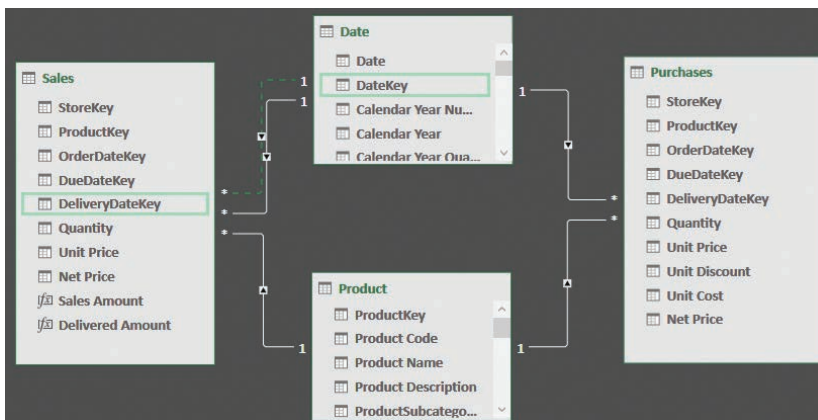 Date
Date
DateKey
Calendar Year Nu...
Calendar Year
Calendar Year Qua...
Sales
StoreKey
ProductKey
OrderDateKey
DueDateKey
DeliveryDateKey
Quantity
Unit Price
Net Price
fx Sales Amount
fx Delivered Amount
1
1
*
*
*
1
Product
ProductKey
Product Code
Product Name
Product Description
ProductSubcatego...
1
1
*
*
Purchases
StoreKey
ProductKey
OrderDateKey
DueDateKey
DeliveryDateKey
Quantity
Unit Price
Unit Discount
Unit Cost
Net Price